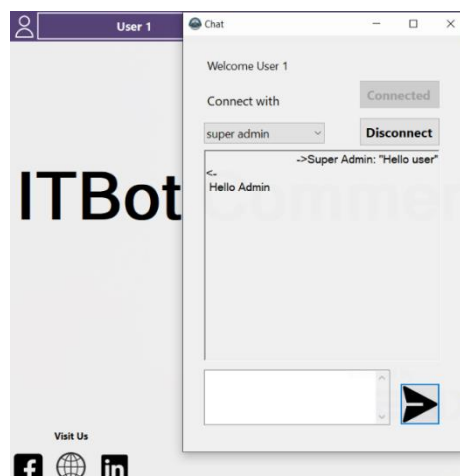 User 1
Chat
Welcome User 1
Connect with
Connected
super admin
Disconnect
->Super Admin: "Hello user"
<-
Hello Admin
ITBot
Visit Us
f
in